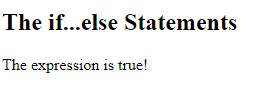 The if...else Statements
The expression is true!